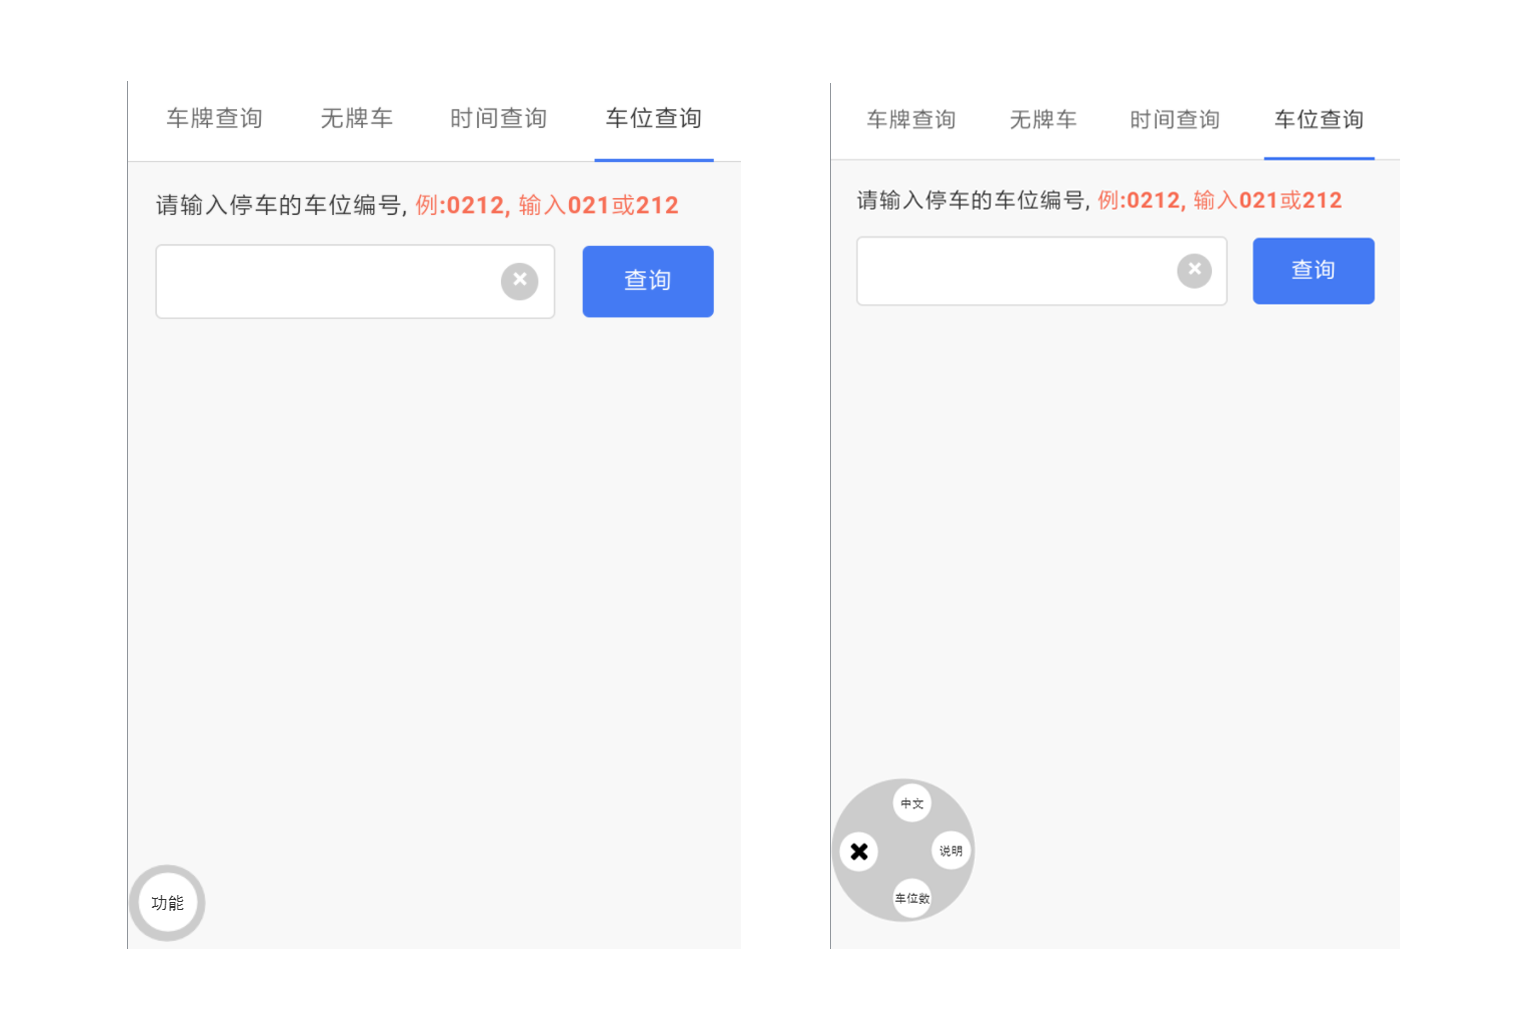 车牌查询 无牌车 时间查询 车位查询
请输入停车的车位编号, 例:0212, 输入021或212
查询
功能
车牌查询 无牌车 时间查询 车位查询
请输入停车的车位编号, 例:0212, 输入021或212
查询
中文
说明
车位数